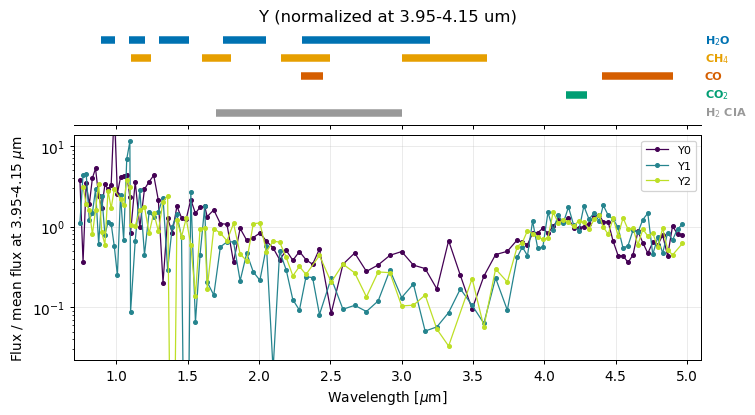 Y (normalized at 3.95-4.15 um)
H₂O
CH₄
CO
CO₂
H₂ CIA
Flux / mean flux at 3.95-4.15 μm
10¹
10⁰
10⁻¹
Y0
Y1
Y2
1.0 1.5 2.0 2.5 3.0 3.5 4.0 4.5 5.0
Wavelength [μm]